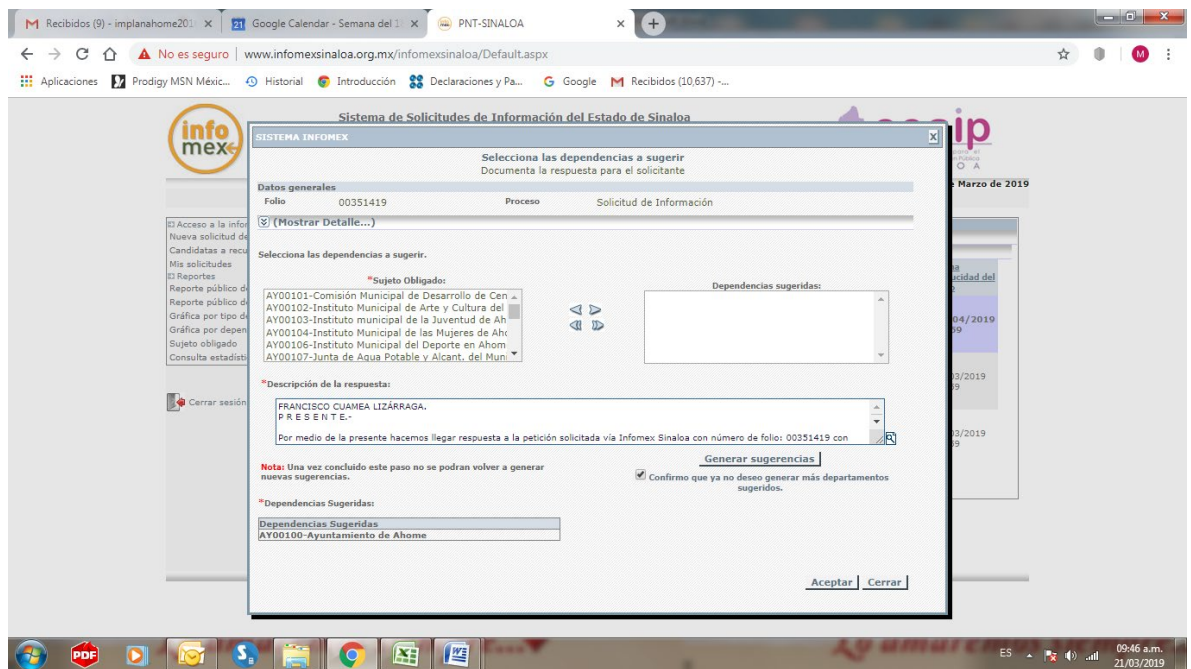 Recibidos (9) - implanahome201
Google Calendar - Semana del 1
PNT-SINALOA
No es seguro | www.infomexsinaloa.org.mx/infomexsinaloa/Default.aspx
M
Aplicaciones
Prodigy MSN Méxic...
Historial
Introducción
Declaraciones y Pa...
Google
Recibidos (10,637) -...
info
mex
Sistema de Solicitudes de Información del Estado de Sinaloa
Marzo de 2019
Acceso a la infor
Nueva solicitud de
Candidatas a recu
Mis solicitudes
Reportes
Reporte público de
Reporte público de
Gráfica por tipo de
Gráfica por depen
Sujeto obligado
Consulta estadísti
Cerrar sesión
SISTEMA INFOMEX
Selecciona las dependencias a sugerir
Documenta la respuesta para el solicitante
Datos generales
Folio 00351419 Proceso Solicitud de Información
(Mostrar Detalle...)
Selecciona las dependencias a sugerir.
*Sujeto Obligado:
Dependencias sugeridas:
AY00101-Comisión Municipal de Desarrollo de Cen
AY00102-Instituto Municipal de Arte y Cultura del
AY00103-Instituto municipal de la Juventud de Ah
AY00104-Instituto Municipal de las Mujeres de Aho
AY00106-Instituto Municipal del Deporte en Ahom
AY00107-Junta de Agua Potable y Alcant. del Muni
*Descripción de la respuesta:
FRANCISCO CUAMEA LIZÁRRAGA.
P R E S E N T E.-
Por medio de la presente hacemos llegar respuesta a la petición solicitada vía Infomex Sinaloa con número de folio: 00351419 con
Generar sugerencias
Nota: Una vez concluido este paso no se podran volver a generar
nuevas sugerencias.
Confirmo que ya no deseo generar más departamentos
sugeridos.
*Dependencias Sugeridas:
Dependencias Sugeridas
AY00100-Ayuntamiento de Ahome
Aceptar
Cerrar
ucidad del
04/2019
03/2019
03/2019
PDF
ES
09:46 a.m.
21/03/2019